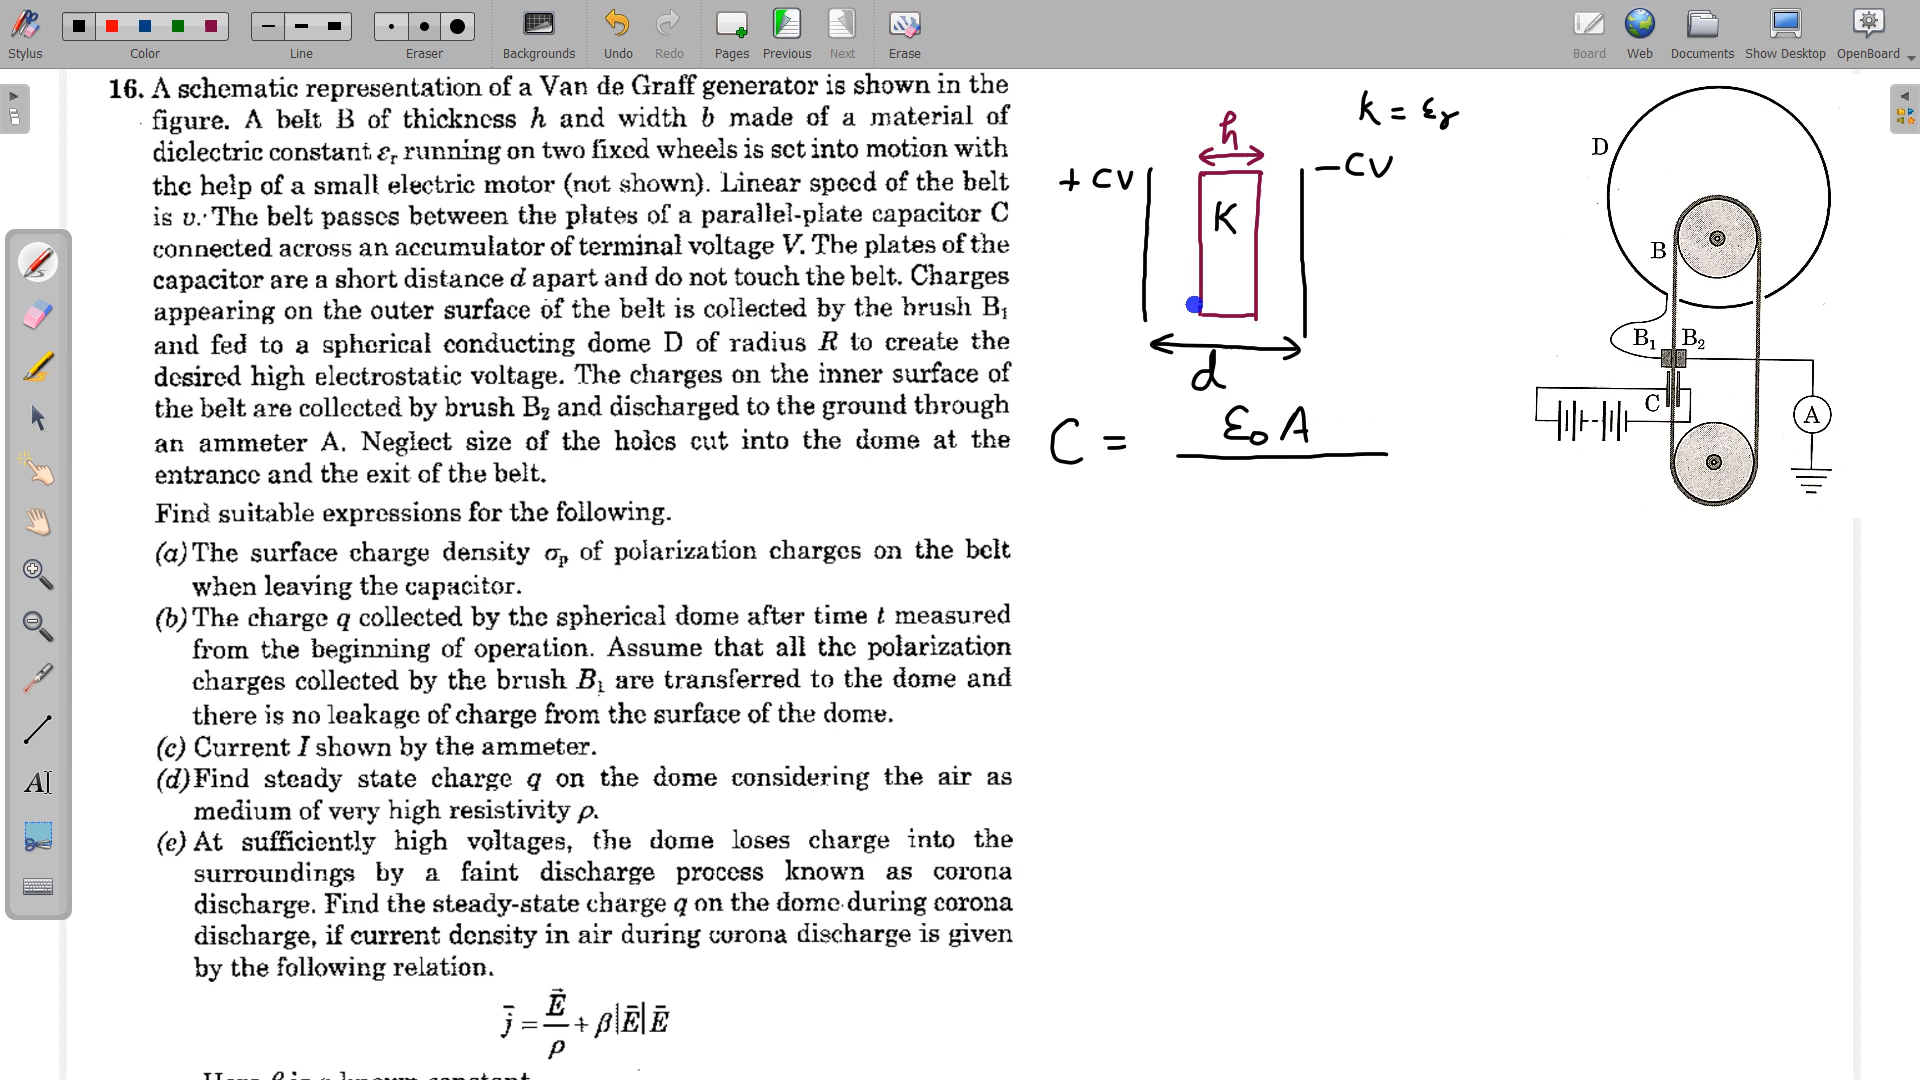 Stylus
Color
Line
Eraser
Backgrounds
Undo
Redo
Pages
Previous
Next
Erase
Board
Web
Documents
Show Desktop
OpenBoard
16. A schematic representation of a Van de Graff generator is shown in the
figure. A belt B of thickness h and width b made of a material of
dielectric constant εr running on two fixed wheels is set into motion with
the help of a small electric motor (not shown). Linear speed of the belt
is v. The belt passes between the plates of a parallel-plate capacitor C
connected across an accumulator of terminal voltage V. The plates of the
capacitor are a short distance d apart and do not touch the belt. Charges
appearing on the outer surface of the belt is collected by the brush B1
and fed to a spherical conducting dome D of radius R to create the
desired high electrostatic voltage. The charges on the inner surface of
the belt are collected by brush B2 and discharged to the ground through
an ammeter A. Neglect size of the holes cut into the dome at the
entrance and the exit of the belt.
Find suitable expressions for the following.
(a) The surface charge density σp of polarization charges on the belt
when leaving the capacitor.
(b) The charge q collected by the spherical dome after time t measured
from the beginning of operation. Assume that all the polarization
charges collected by the brush B1 are transferred to the dome and
there is no leakage of charge from the surface of the dome.
(c) Current I shown by the ammeter.
(d) Find steady state charge q on the dome considering the air as
medium of very high resistivity ρ.
(e) At sufficiently high voltages, the dome loses charge into the
surroundings by a faint discharge process known as corona
discharge. Find the steady-state charge q on the dome during corona
discharge, if current density in air during corona discharge is given
by the following relation.
j = E/ρ + β|E|E
h
k = εr
+CV
-CV
K
d
C = ε0 A
D
B
B1
B2
C
A
AI